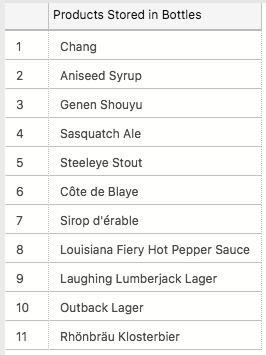 Products Stored in Bottles
1 Chang
2 Aniseed Syrup
3 Genen Shouyu
4 Sasquatch Ale
5 Steeleye Stout
6 Côte de Blaye
7 Sirop d'érable
8 Louisiana Fiery Hot Pepper Sauce
9 Laughing Lumberjack Lager
10 Outback Lager
11 Rhönbräu Klosterbier